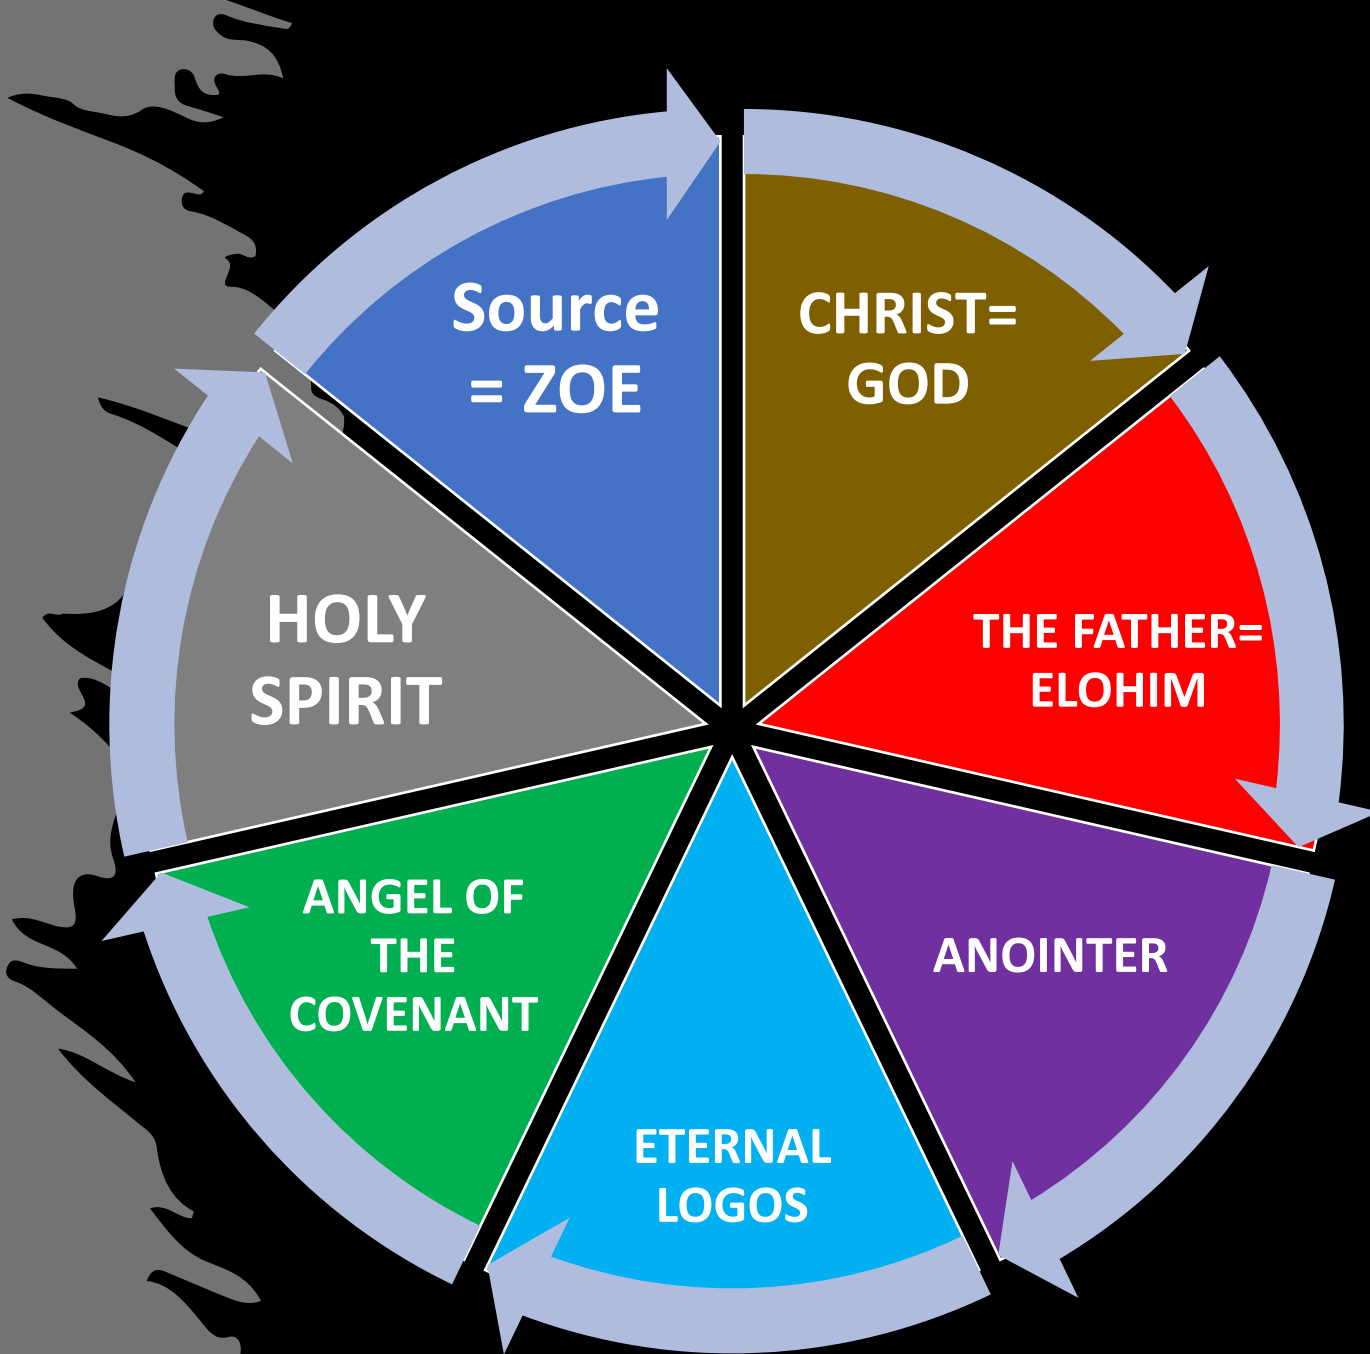 Source
= ZOE
CHRIST=
GOD
THE FATHER=
ELOHIM
ANOINTER
ETERNAL
LOGOS
ANGEL OF
THE
COVENANT
HOLY
SPIRIT